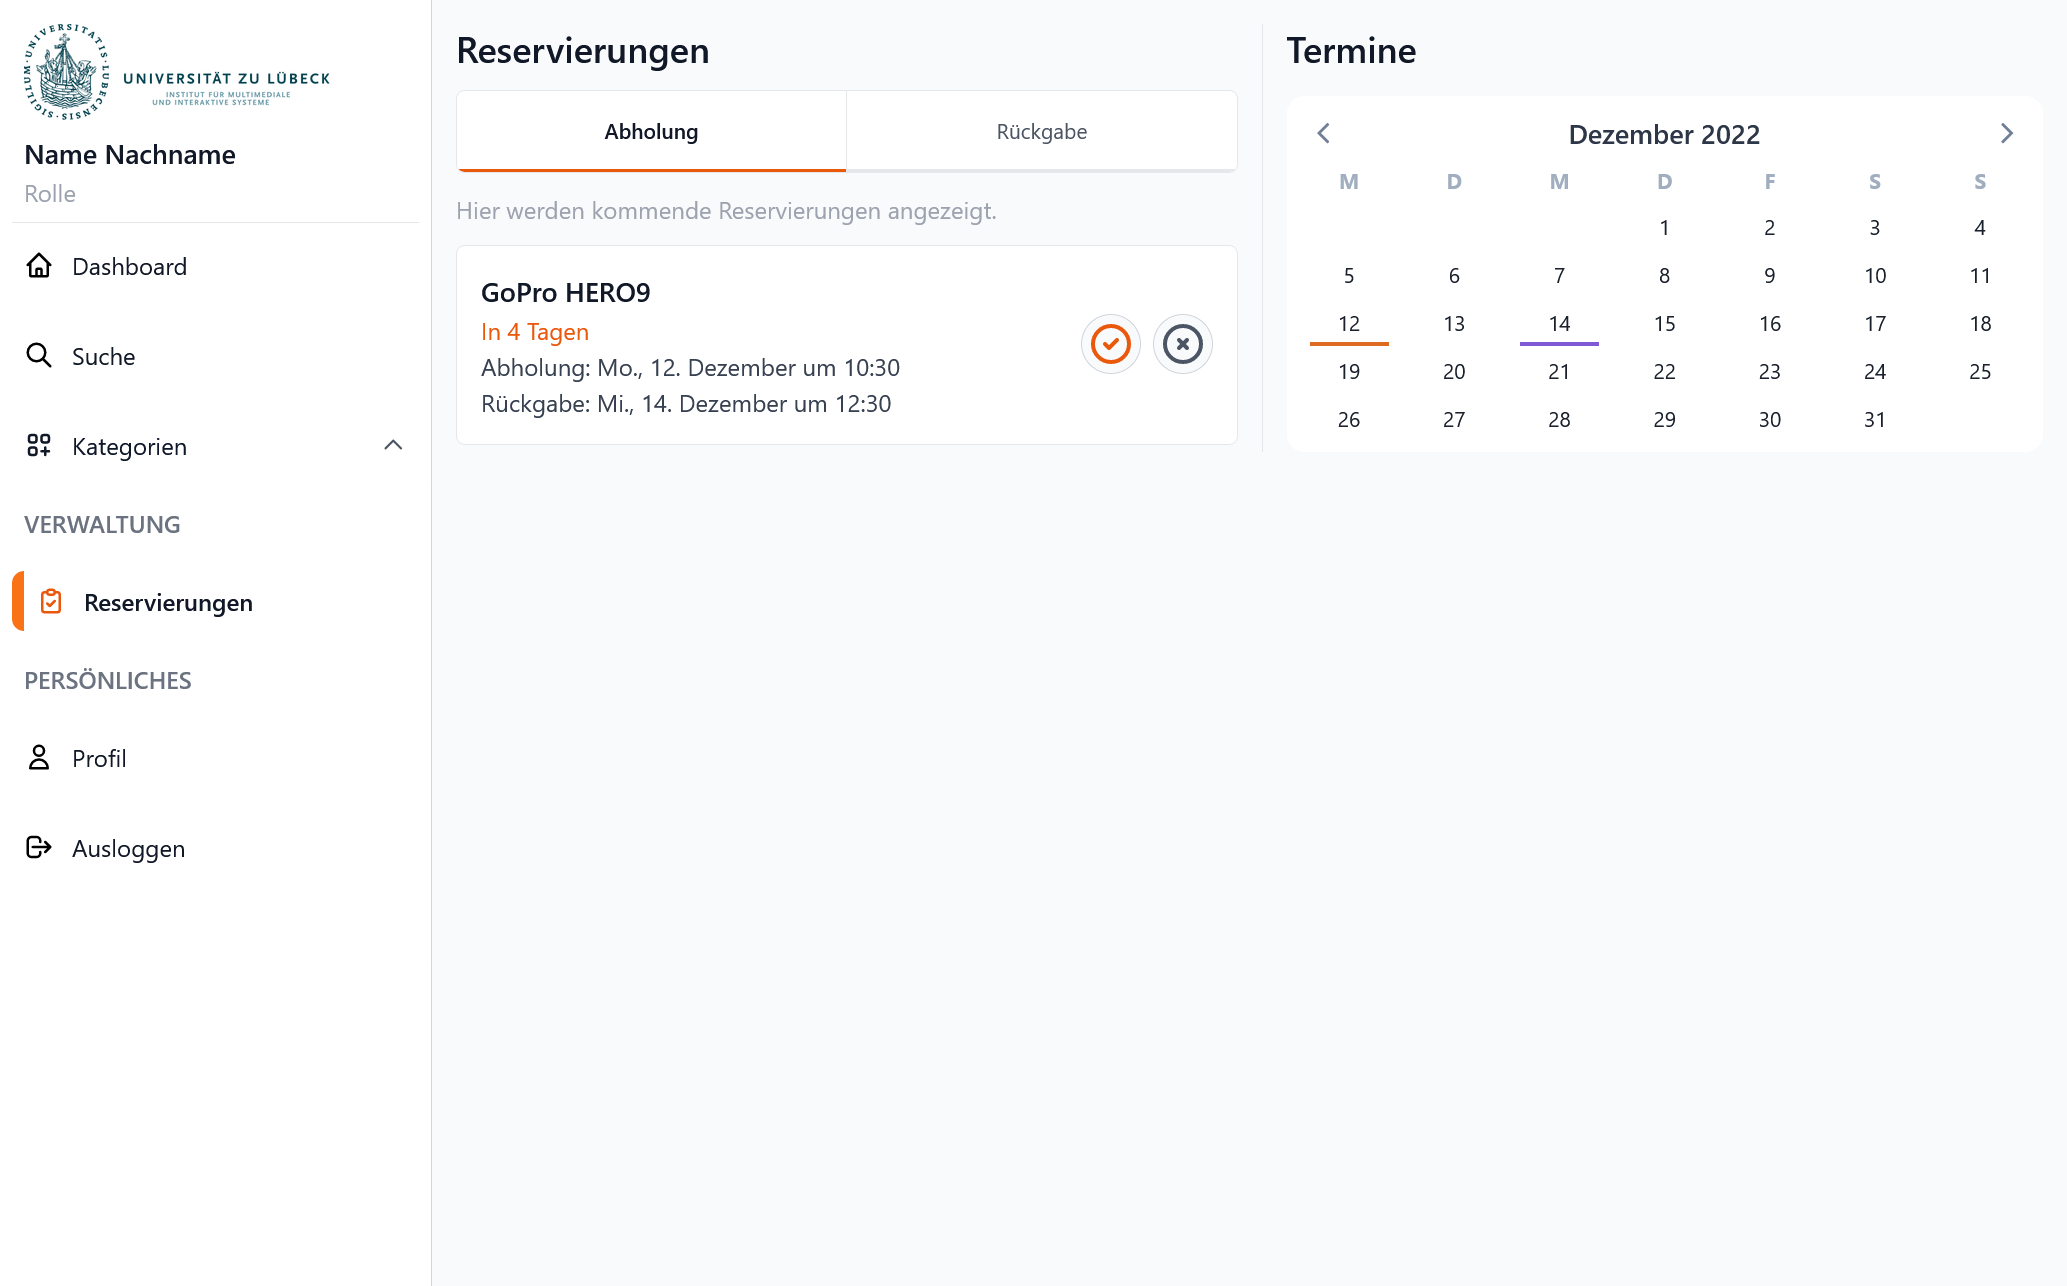 SIGILLUM·UNIVERSITATIS·LUBECENSIS·
UNIVERSITÄT ZU LÜBECK
INSTITUT FÜR MULTIMEDIALE
UND INTERAKTIVE SYSTEME
Name Nachname
Rolle
Dashboard
Suche
Kategorien
VERWALTUNG
Reservierungen
PERSÖNLICHES
Profil
Ausloggen
Reservierungen
Abholung
Rückgabe
Hier werden kommende Reservierungen angezeigt.
GoPro HERO9
In 4 Tagen
Abholung: Mo., 12. Dezember um 10:30
Rückgabe: Mi., 14. Dezember um 12:30
Termine
Dezember 2022
M D M D F S S
1 2 3 4
5 6 7 8 9 10 11
12 13 14 15 16 17 18
19 20 21 22 23 24 25
26 27 28 29 30 31